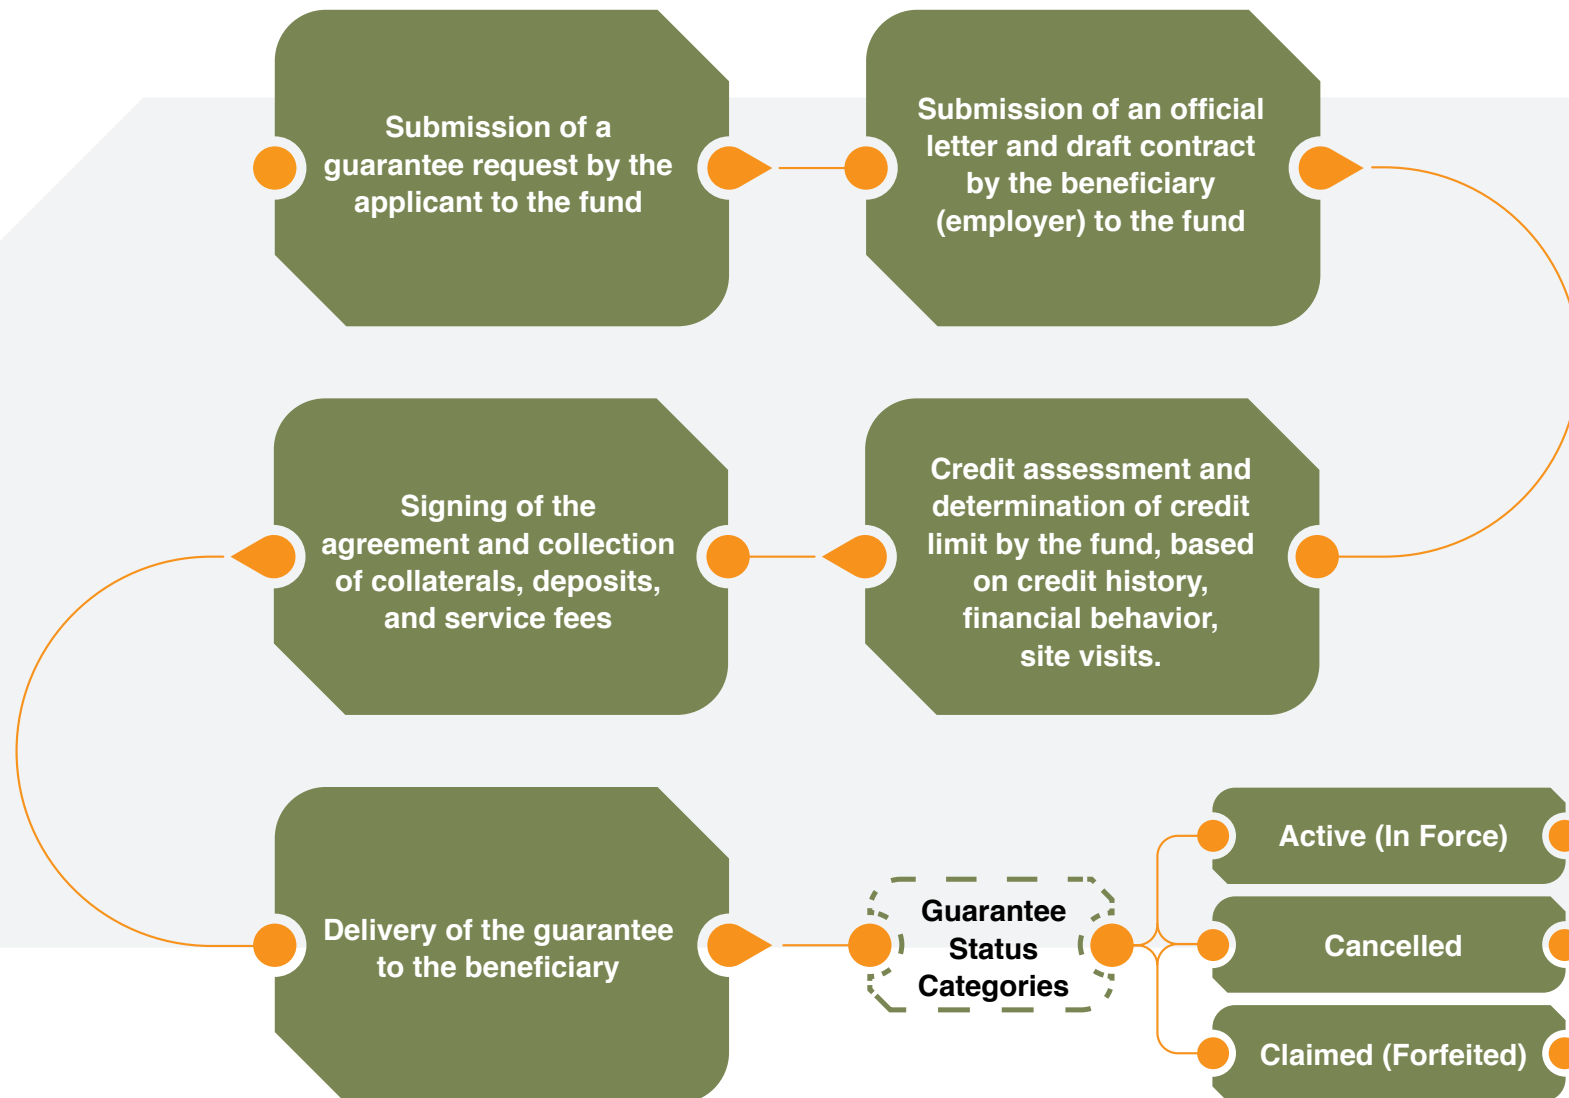 Submission of a
guarantee request by the
applicant to the fund
Submission of an official
letter and draft contract
by the beneficiary
(employer) to the fund
Credit assessment and
determination of credit
limit by the fund, based
on credit history,
financial behavior,
site visits.
Signing of the
agreement and collection
of collaterals, deposits,
and service fees
Delivery of the guarantee
to the beneficiary
Guarantee
Status
Categories
Active (In Force)
Cancelled
Claimed (Forfeited)